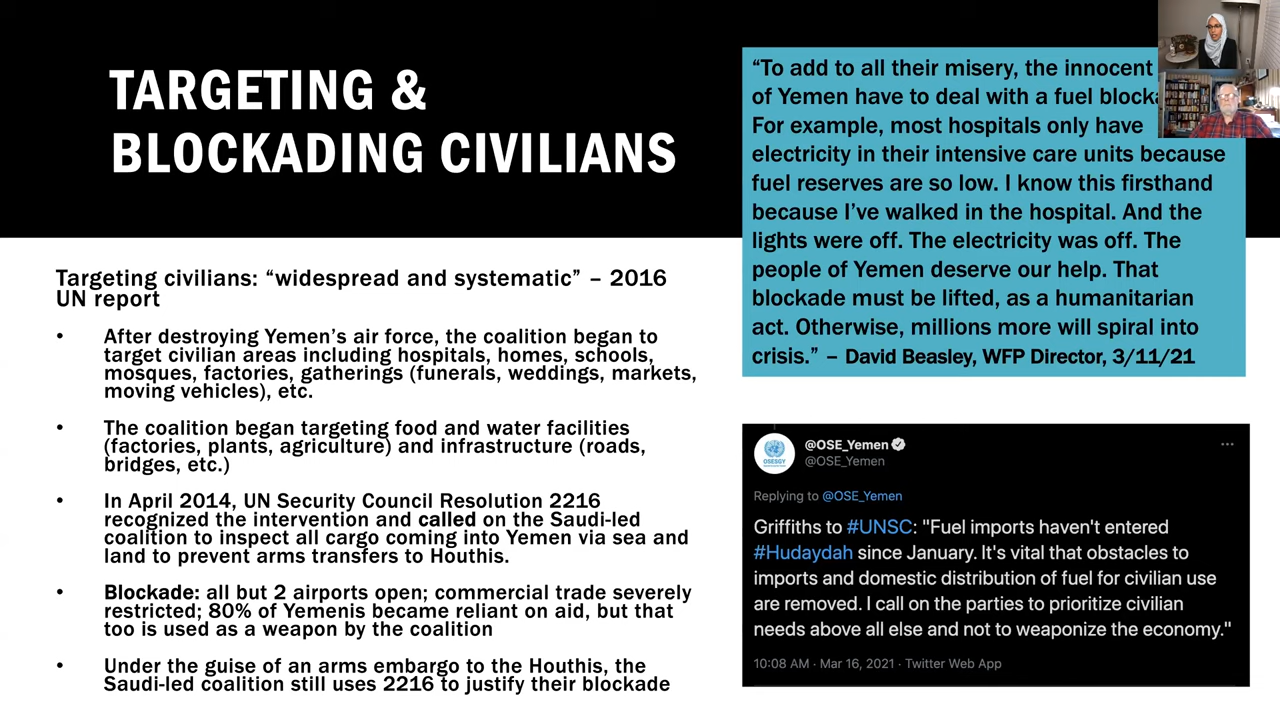 TARGETING &
BLOCKADING CIVILIANS
Targeting civilians: “widespread and systematic” – 2016
UN report
• After destroying Yemen’s air force, the coalition began to
target civilian areas including hospitals, homes, schools,
mosques, factories, gatherings (funerals, weddings, markets,
moving vehicles), etc.
• The coalition began targeting food and water facilities
(factories, plants, agriculture) and infrastructure (roads,
bridges, etc.)
• In April 2014, UN Security Council Resolution 2216
recognized the intervention and called on the Saudi-led
coalition to inspect all cargo coming into Yemen via sea and
land to prevent arms transfers to Houthis.
• Blockade: all but 2 airports open; commercial trade severely
restricted; 80% of Yemenis became reliant on aid, but that
too is used as a weapon by the coalition
• Under the guise of an arms embargo to the Houthis, the
Saudi-led coalition still uses 2216 to justify their blockade
“To add to all their misery, the innocent
of Yemen have to deal with a fuel
For example, most hospitals only have
electricity in their intensive care units because
fuel reserves are so low. I know this firsthand
because I’ve walked in the hospital. And the
lights were off. The electricity was off. The
people of Yemen deserve our help. That
blockade must be lifted, as a humanitarian
act. Otherwise, millions more will spiral into
crisis.” – David Beasley, WFP Director, 3/11/21
OSESGY
@OSE_Yemen
@OSE_Yemen
Replying to @OSE_Yemen
Griffiths to #UNSC: "Fuel imports haven't entered
#Hudaydah since January. It's vital that obstacles to
imports and domestic distribution of fuel for civilian use
are removed. I call on the parties to prioritize civilian
needs above all else and not to weaponize the economy."
10:08 AM · Mar 16, 2021 · Twitter Web App